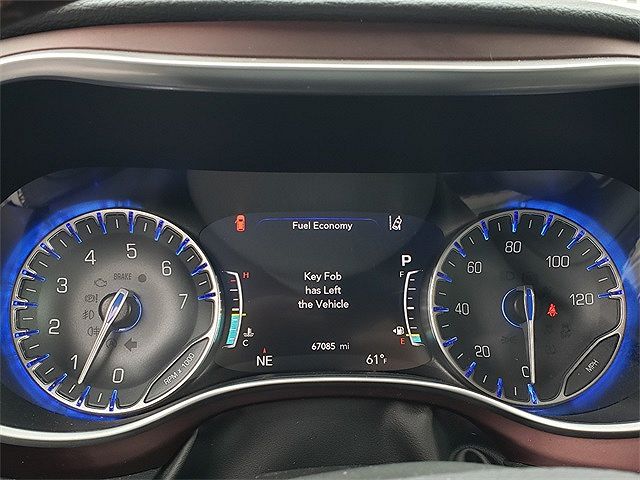 Fuel Economy
Key Fob
has Left
the Vehicle
67085 mi
NE
61°F
P
H
C
F
E
BRAKE
0
1
2
3
4
5
6
7
RPM x 1000
0
20
40
60
80
100
120
MPH